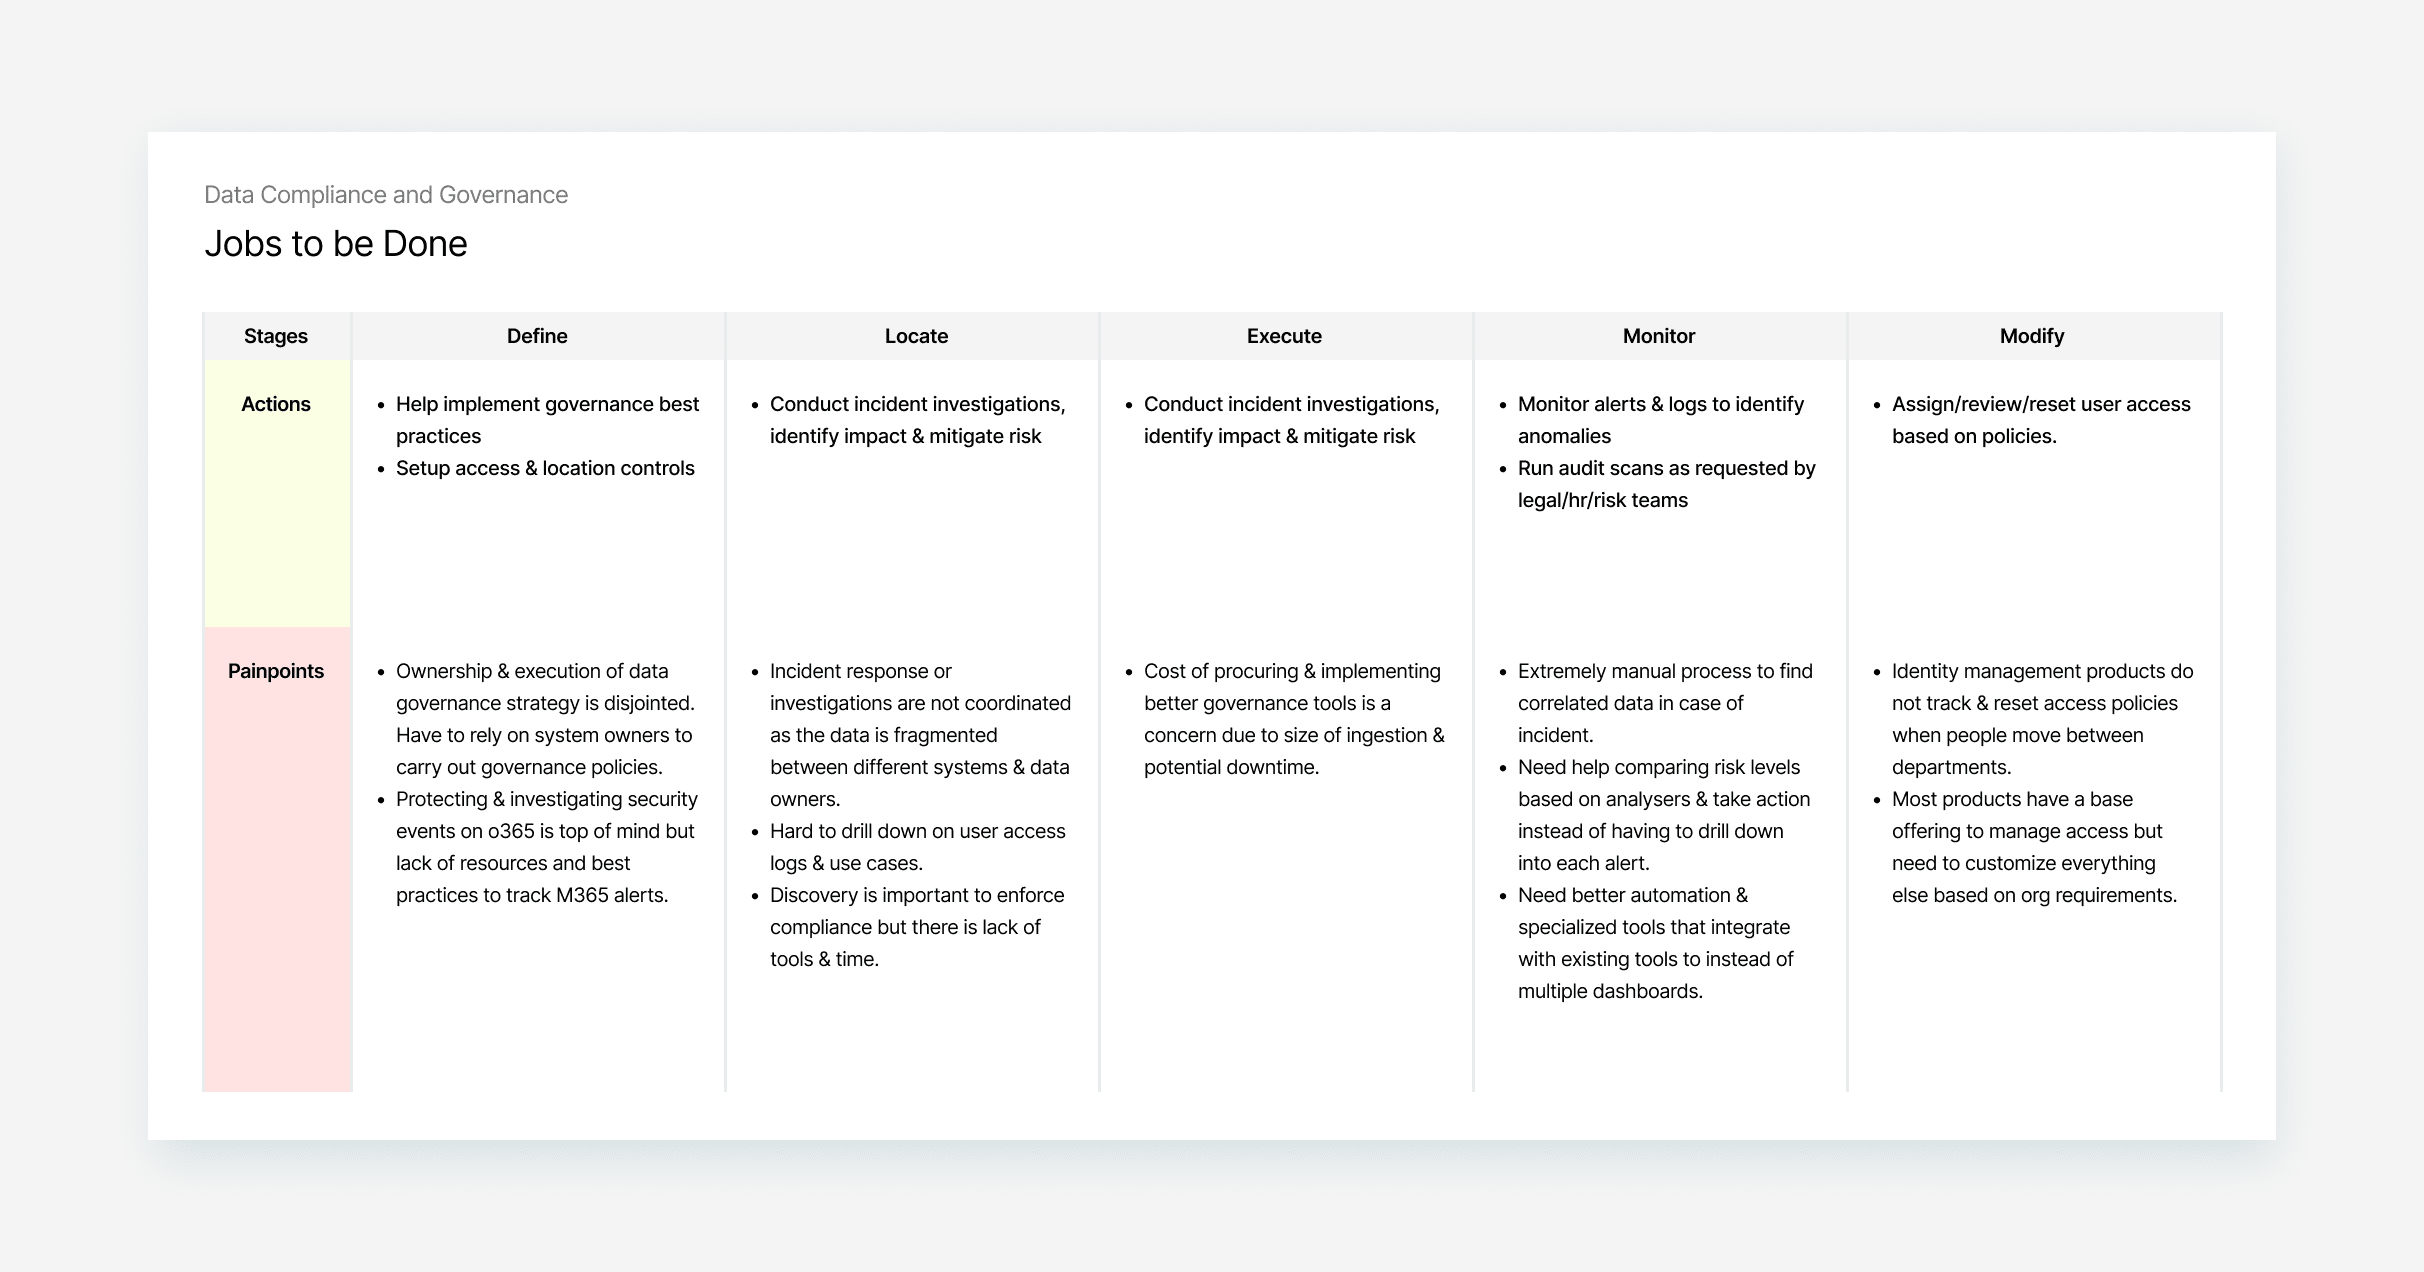 Data Compliance and Governance
Jobs to be Done
Stages
Define
Locate
Execute
Monitor
Modify
Actions
• Help implement governance best
practices
• Setup access & location controls
• Conduct incident investigations,
identify impact & mitigate risk
• Conduct incident investigations,
identify impact & mitigate risk
• Monitor alerts & logs to identify
anomalies
• Run audit scans as requested by
legal/hr/risk teams
• Assign/review/reset user access
based on policies.
Painpoints
• Ownership & execution of data
governance strategy is disjointed.
Have to rely on system owners to
carry out governance policies.
• Protecting & investigating security
events on o365 is top of mind but
lack of resources and best
practices to track M365 alerts.
• Incident response or
investigations are not coordinated
as the data is fragmented
between different systems & data
owners.
• Hard to drill down on user access
logs & use cases.
• Discovery is important to enforce
compliance but there is lack of
tools & time.
• Cost of procuring & implementing
better governance tools is a
concern due to size of ingestion &
potential downtime.
• Extremely manual process to find
correlated data in case of
incident.
• Need help comparing risk levels
based on analysers & take action
instead of having to drill down
into each alert.
• Need better automation &
specialized tools that integrate
with existing tools to instead of
multiple dashboards.
• Identity management products do
not track & reset access policies
when people move between
departments.
• Most products have a base
offering to manage access but
need to customize everything
else based on org requirements.